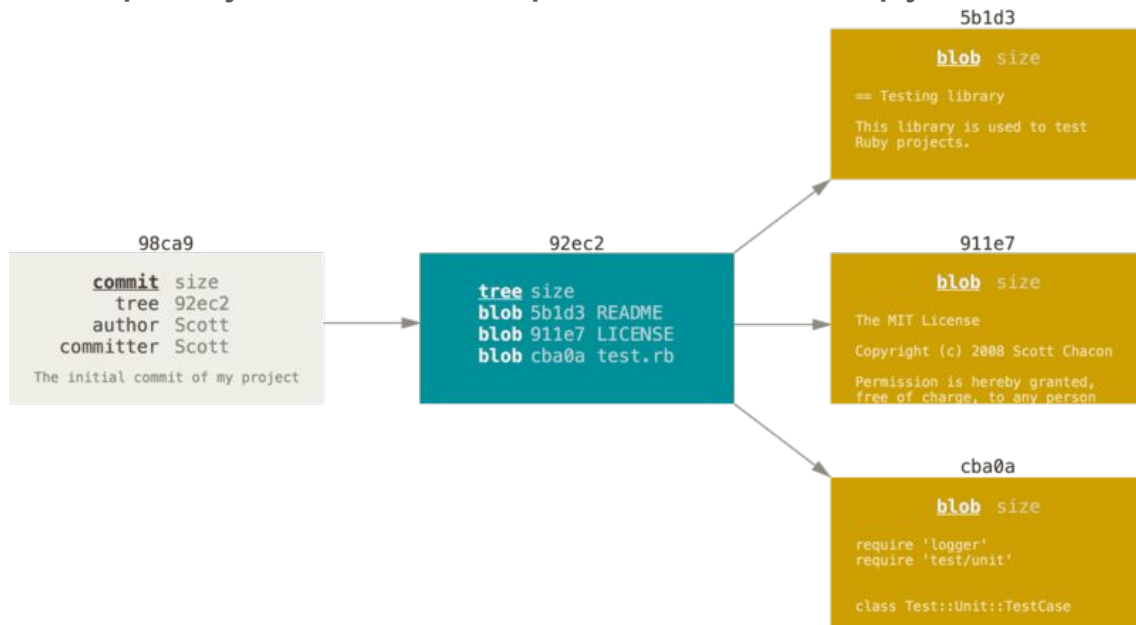 98ca9
commit size
tree 92ec2
author Scott
committer Scott
The initial commit of my project
92ec2
tree size
blob 5b1d3 README
blob 911e7 LICENSE
blob cba0a test.rb
5b1d3
blob size
== Testing library
This library is used to test
Ruby projects.
911e7
blob size
The MIT License
Copyright (c) 2008 Scott Chacon
Permission is hereby granted,
free of charge, to any person
cba0a
blob size
require 'logger'
require 'test/unit'
class Test::Unit::TestCase